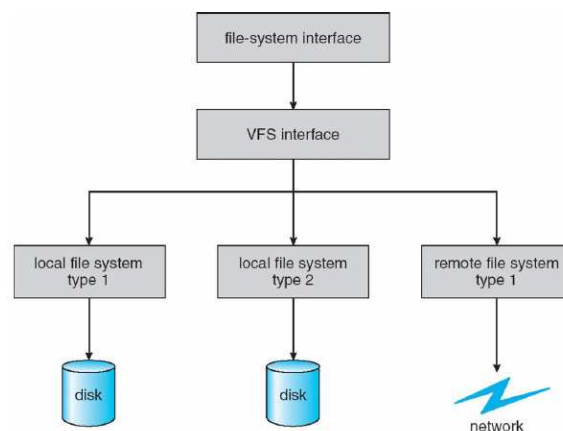 file-system interface
VFS interface
local file system
type 1
local file system
type 2
remote file system
type 1
disk
disk
network